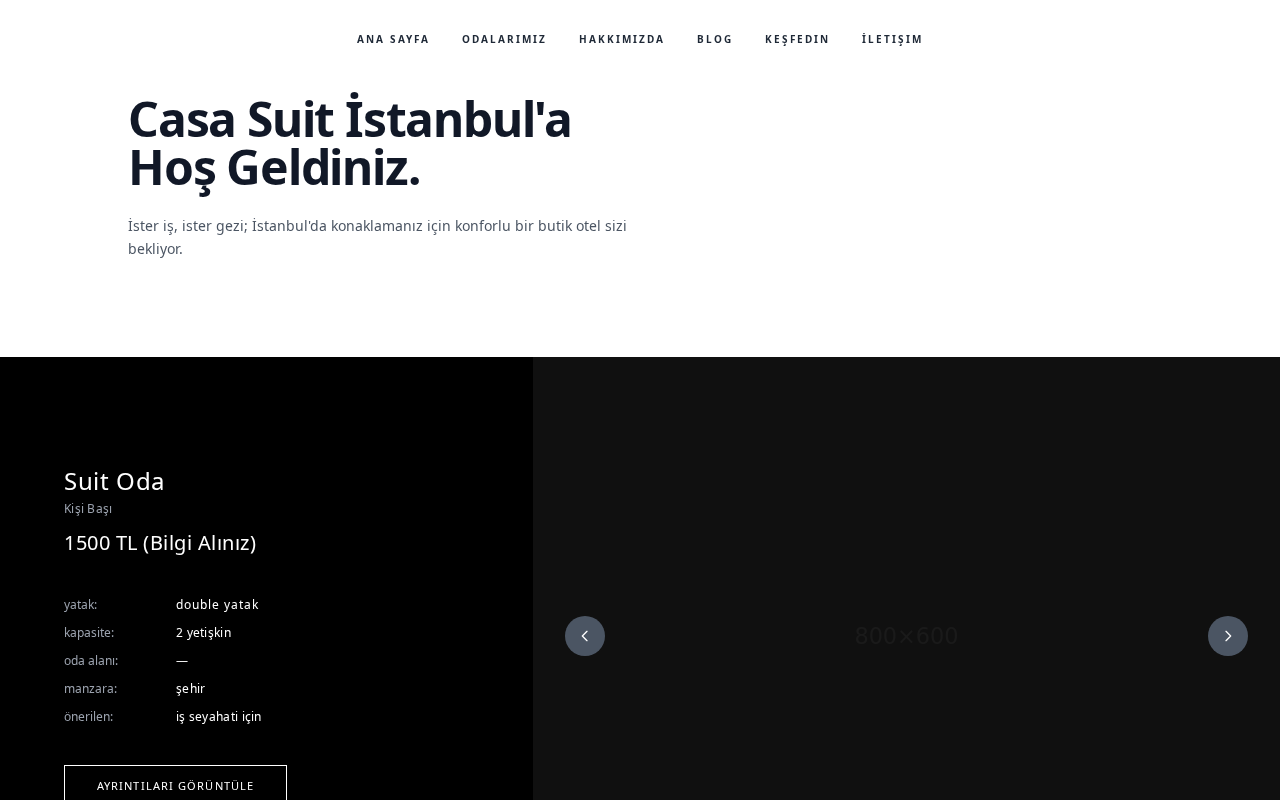 ANA SAYFA ODALARIMIZ HAKKIMIZDA BLOG KEŞFEDIN İLETIŞIM
Casa Suit İstanbul'a
Hoş Geldiniz.
İster iş, ister gezi; İstanbul'da konaklamanız için konforlu bir butik otel sizi
bekliyor.
Suit Oda
Kişi Başı
1500 TL (Bilgi Alınız)
yatak: double yatak
kapasite: 2 yetişkin
oda alanı: —
manzara: şehir
önerilen: iş seyahati için
800×600
AYRINTILARI GÖRÜNTÜLE